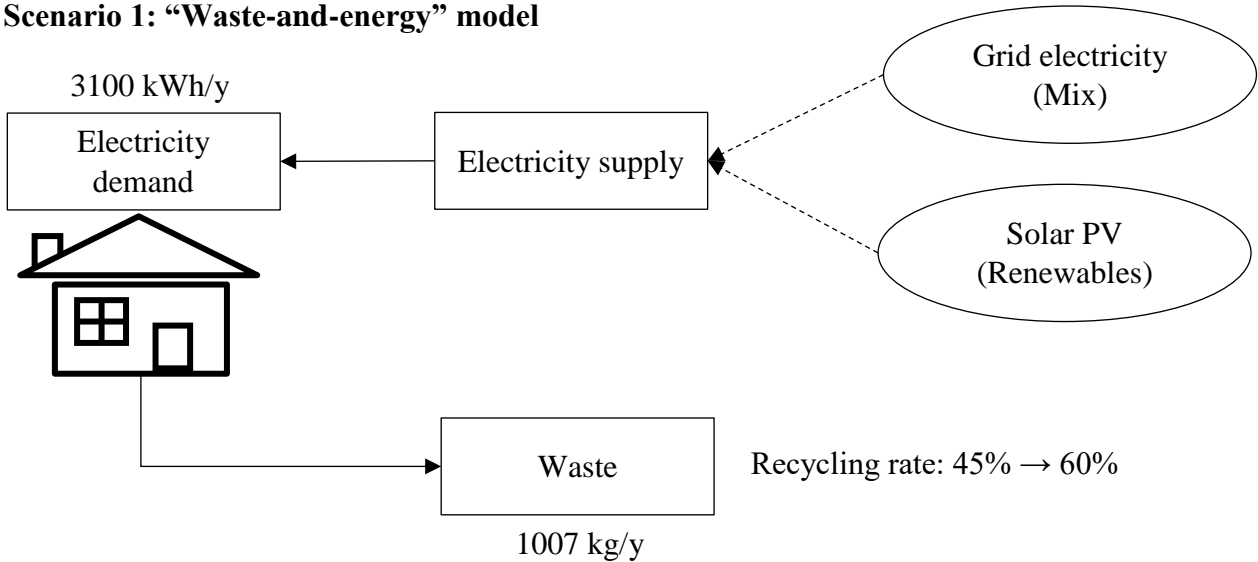 Scenario 1: “Waste-and-energy” model
3100 kWh/y
Electricity
demand
Electricity supply
Grid electricity
(Mix)
Solar PV
(Renewables)
Waste
Recycling rate: 45% → 60%
1007 kg/y